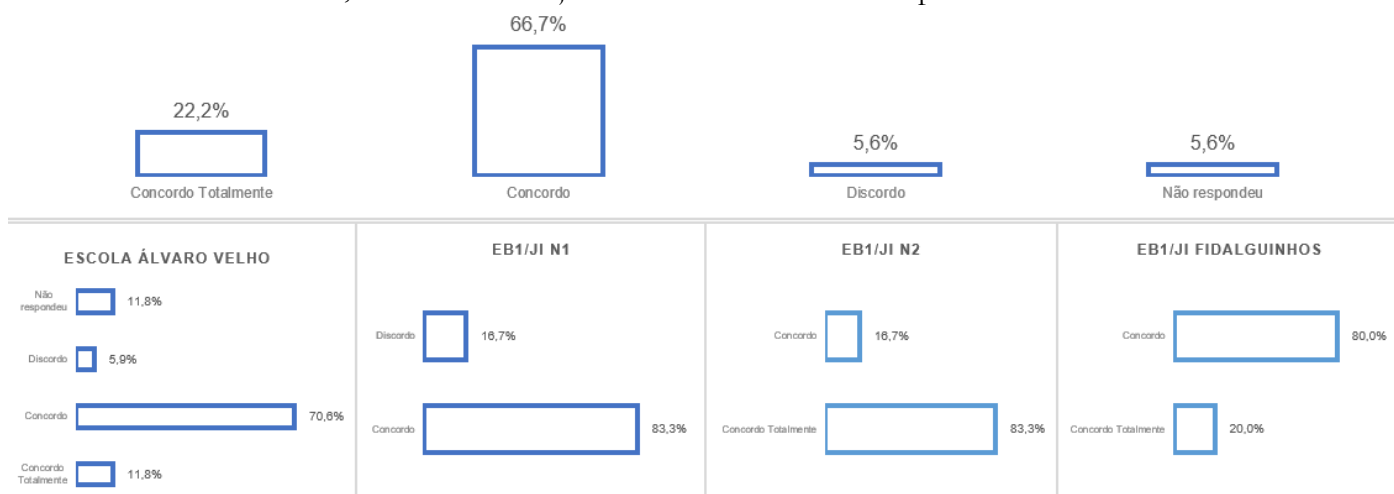 66,7%
22,2%
5,6%
5,6%
Concordo Totalmente
Concordo
Discordo
Não respondeu
ESCOLA ÁLVARO VELHO
Não
respondeu
11,8%
Discordo
5,9%
Concordo
70,6%
Concordo
Totalmente
11,8%
EB1/JI N1
Discordo
16,7%
Concordo
83,3%
EB1/JI N2
Concordo
16,7%
Concordo Totalmente
83,3%
EB1/JI FIDALGUINHOS
Concordo
80,0%
Concordo Totalmente
20,0%